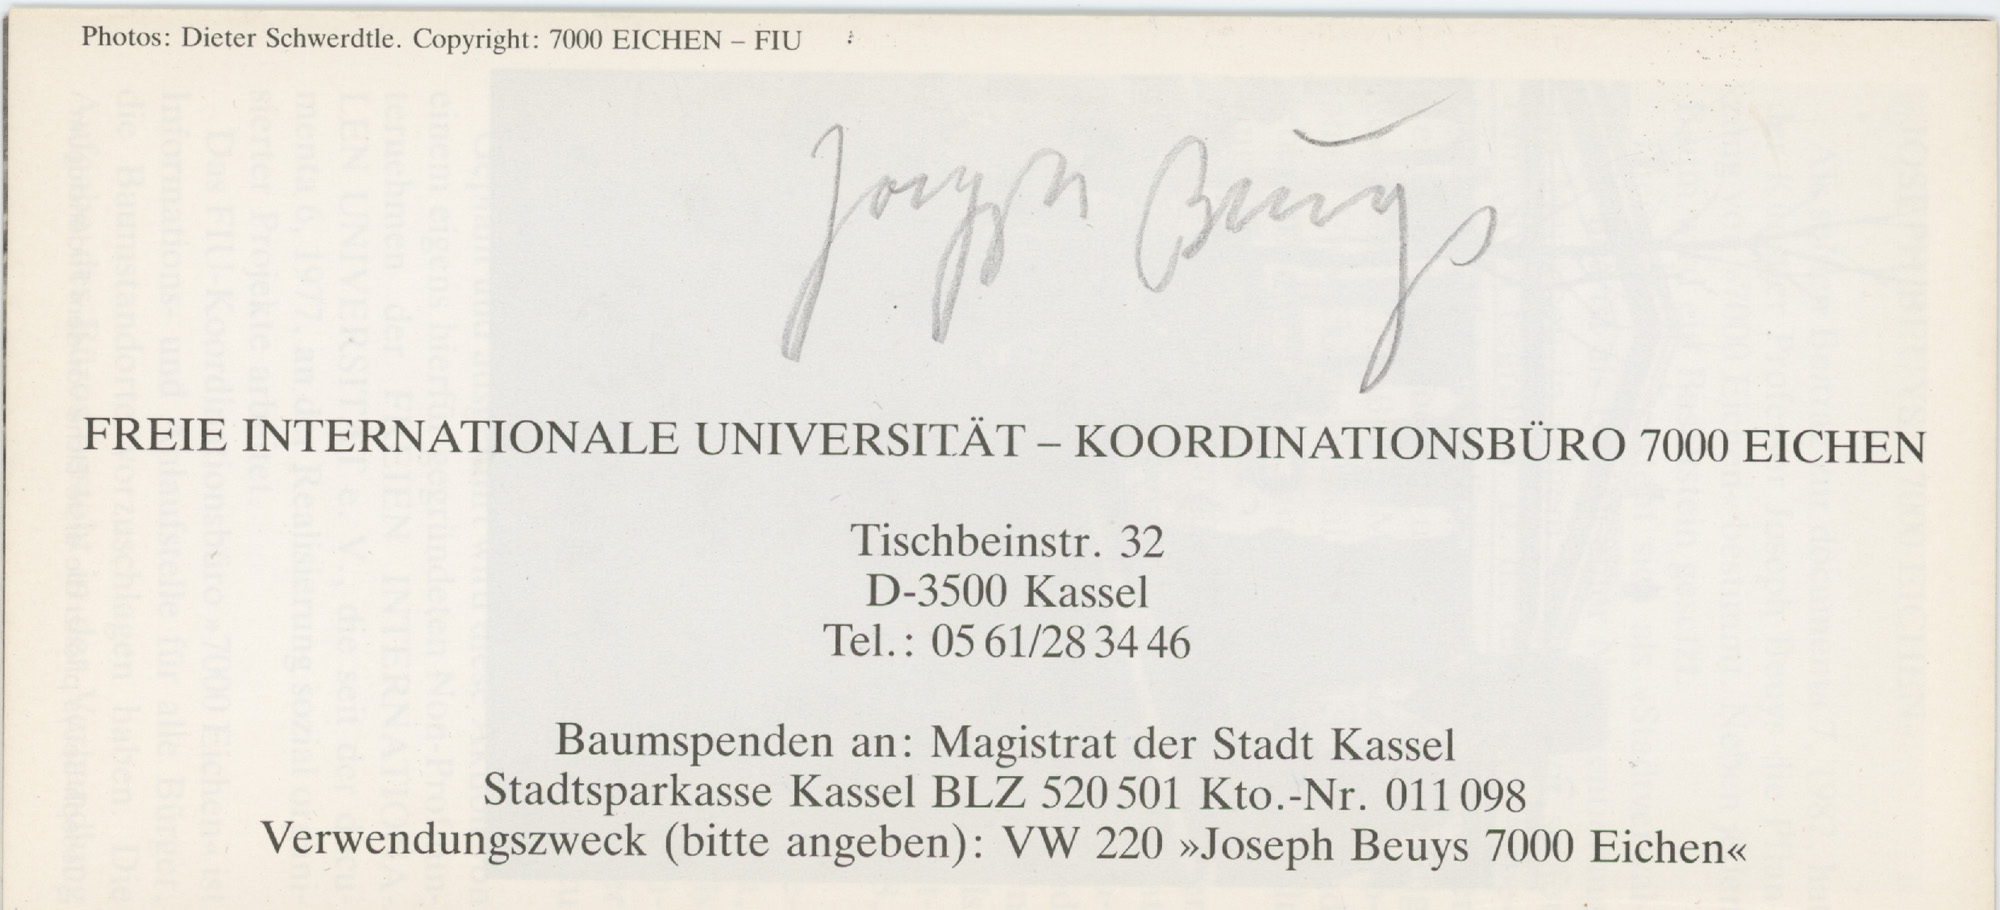 Photos: Dieter Schwerdtle. Copyright: 7000 EICHEN – FIU
Joseph Beuys
FREIE INTERNATIONALE UNIVERSITÄT – KOORDINATIONSBÜRO 7000 EICHEN
Tischbeinstr. 32
D-3500 Kassel
Tel.: 05 61/28 34 46
Baumspenden an: Magistrat der Stadt Kassel
Stadtsparkasse Kassel BLZ 520 501 Kto.-Nr. 011 098
Verwendungszweck (bitte angeben): VW 220 »Joseph Beuys 7000 Eichen«